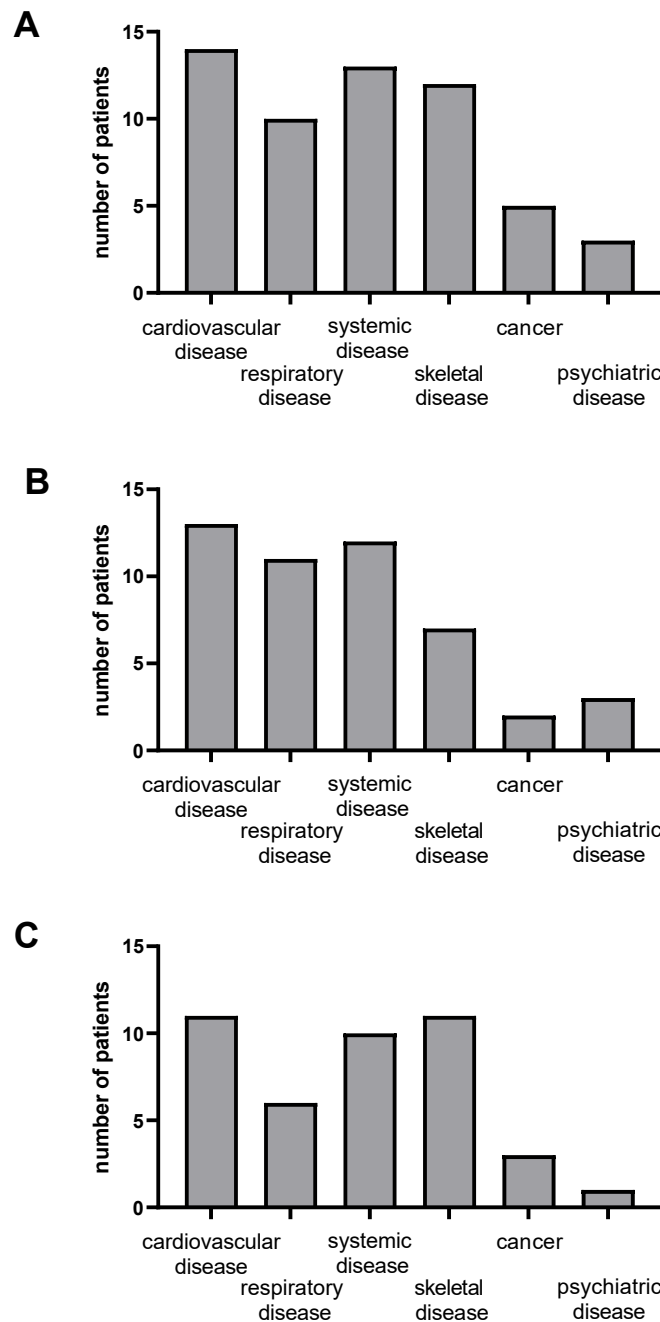 A
number of patients
15
10
5
0
cardiovascular
disease
respiratory
disease
systemic
disease
skeletal
disease
cancer
psychiatric
disease
B
number of patients
15
10
5
0
cardiovascular
disease
respiratory
disease
systemic
disease
skeletal
disease
cancer
psychiatric
disease
C
number of patients
15
10
5
0
cardiovascular
disease
respiratory
disease
systemic
disease
skeletal
disease
cancer
psychiatric
disease